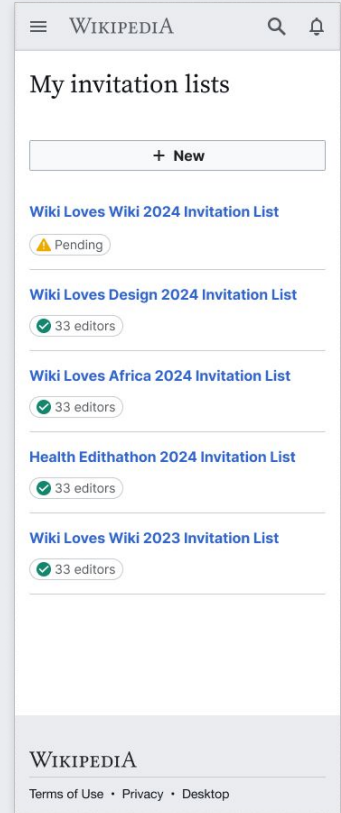 WIKIPEDIA
My invitation lists
+ New
Wiki Loves Wiki 2024 Invitation List
Pending
Wiki Loves Design 2024 Invitation List
33 editors
Wiki Loves Africa 2024 Invitation List
33 editors
Health Edithathon 2024 Invitation List
33 editors
Wiki Loves Wiki 2023 Invitation List
33 editors
WIKIPEDIA
Terms of Use • Privacy • Desktop